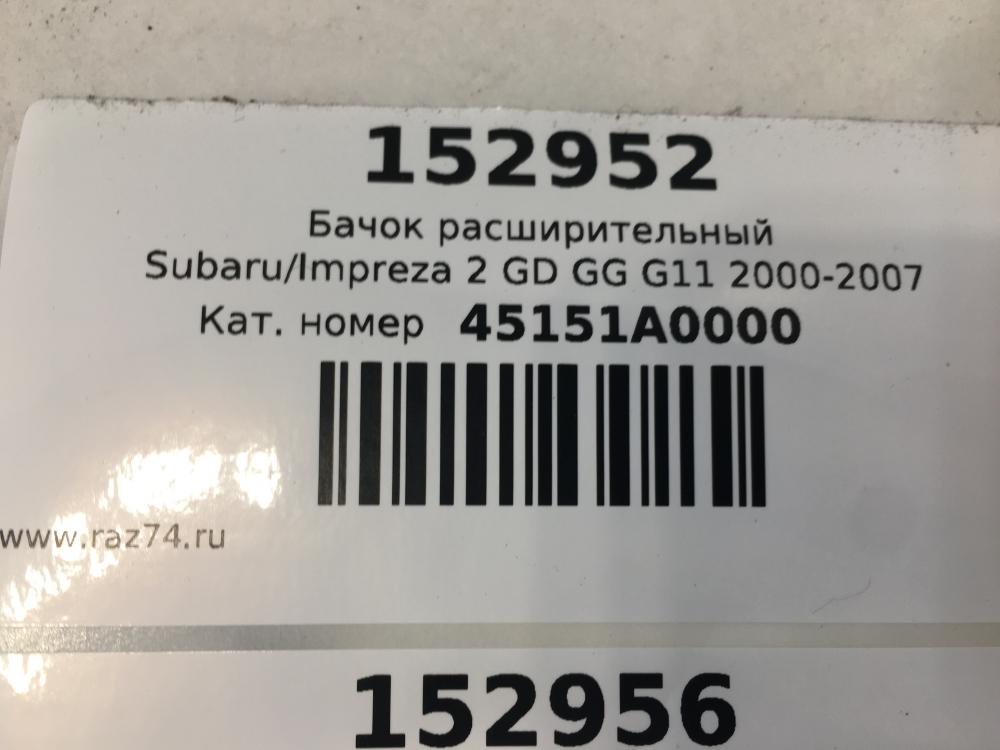 152952
Бачок расширительный
Subaru/Impreza 2 GD GG G11 2000-2007
Кат. номер 45151A0000
www.raz74.ru
152956